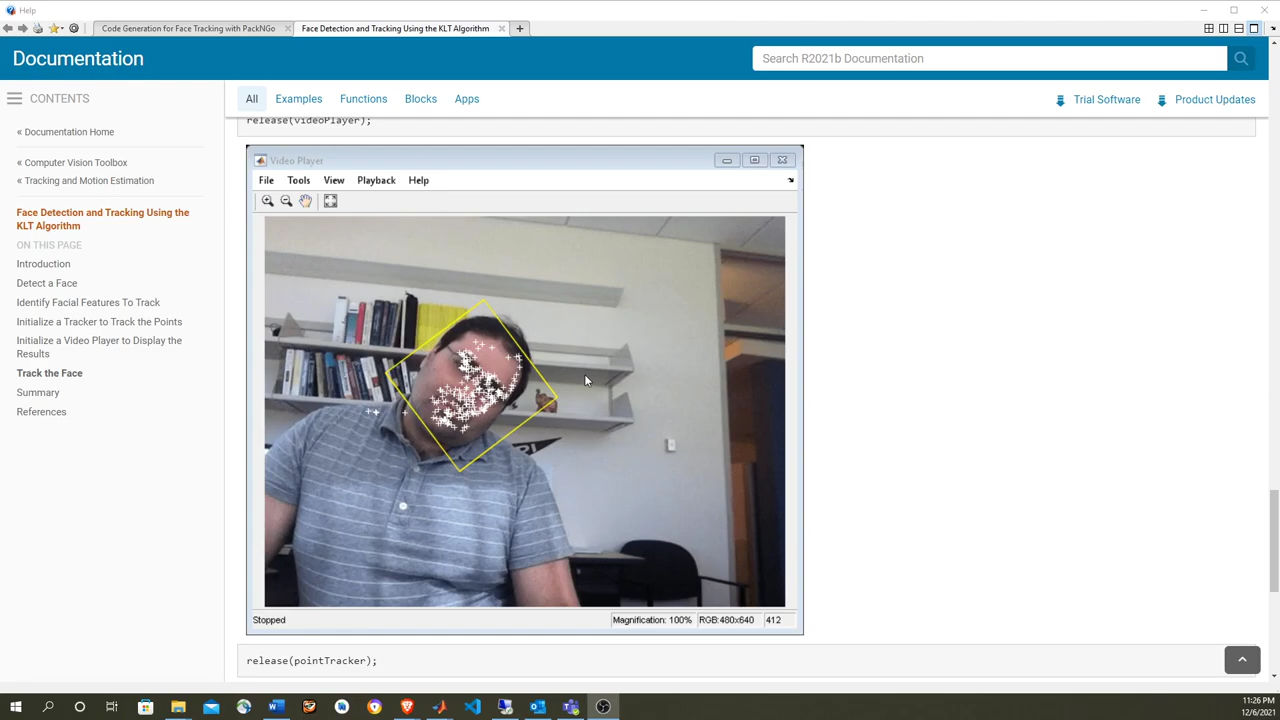 Help
Code Generation for Face Tracking with PackNGo
Face Detection and Tracking Using the KLT Algorithm
Documentation
Search R2021b Documentation
CONTENTS
All Examples Functions Blocks Apps
Trial Software Product Updates
« Documentation Home
« Computer Vision Toolbox
« Tracking and Motion Estimation
Face Detection and Tracking Using the
KLT Algorithm
ON THIS PAGE
Introduction
Detect a Face
Identify Facial Features To Track
Initialize a Tracker to Track the Points
Initialize a Video Player to Display the
Results
Track the Face
Summary
References
release(videoPlayer);
Video Player
File Tools View Playback Help
Stopped
Magnification: 100% RGB:480x640 412
release(pointTracker);
11:26 PM
12/6/2021